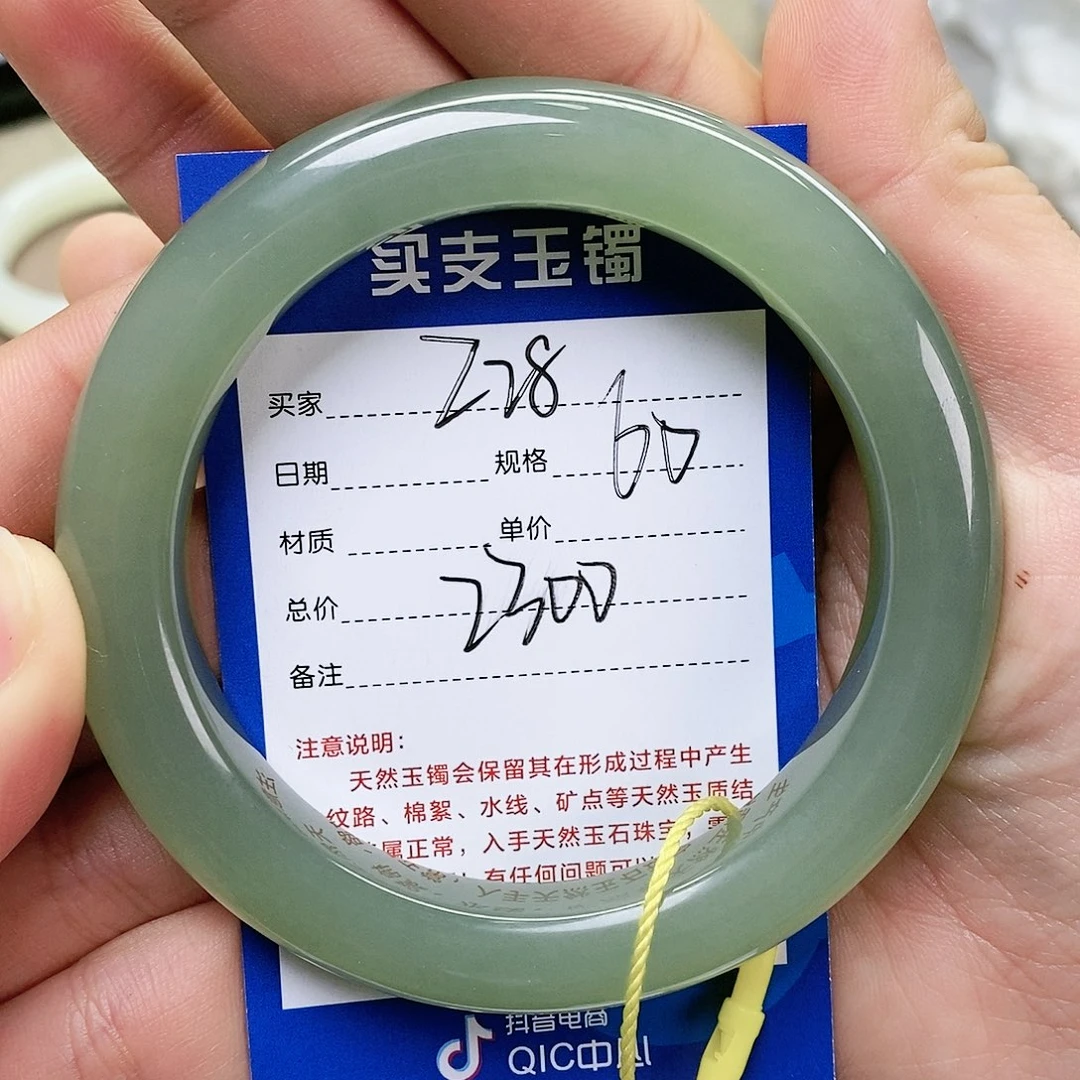 实支玉镯
买家 Z28
日期 规格 60
材质 单价
总价 2300
备注
注意说明：
天然玉镯会保留其在形成过程中产生
纹路、棉絮、水线、矿点等天然玉质结
属正常，入手天然玉石珠宝，需
有任何问题可以
抖音电商
QIC中心